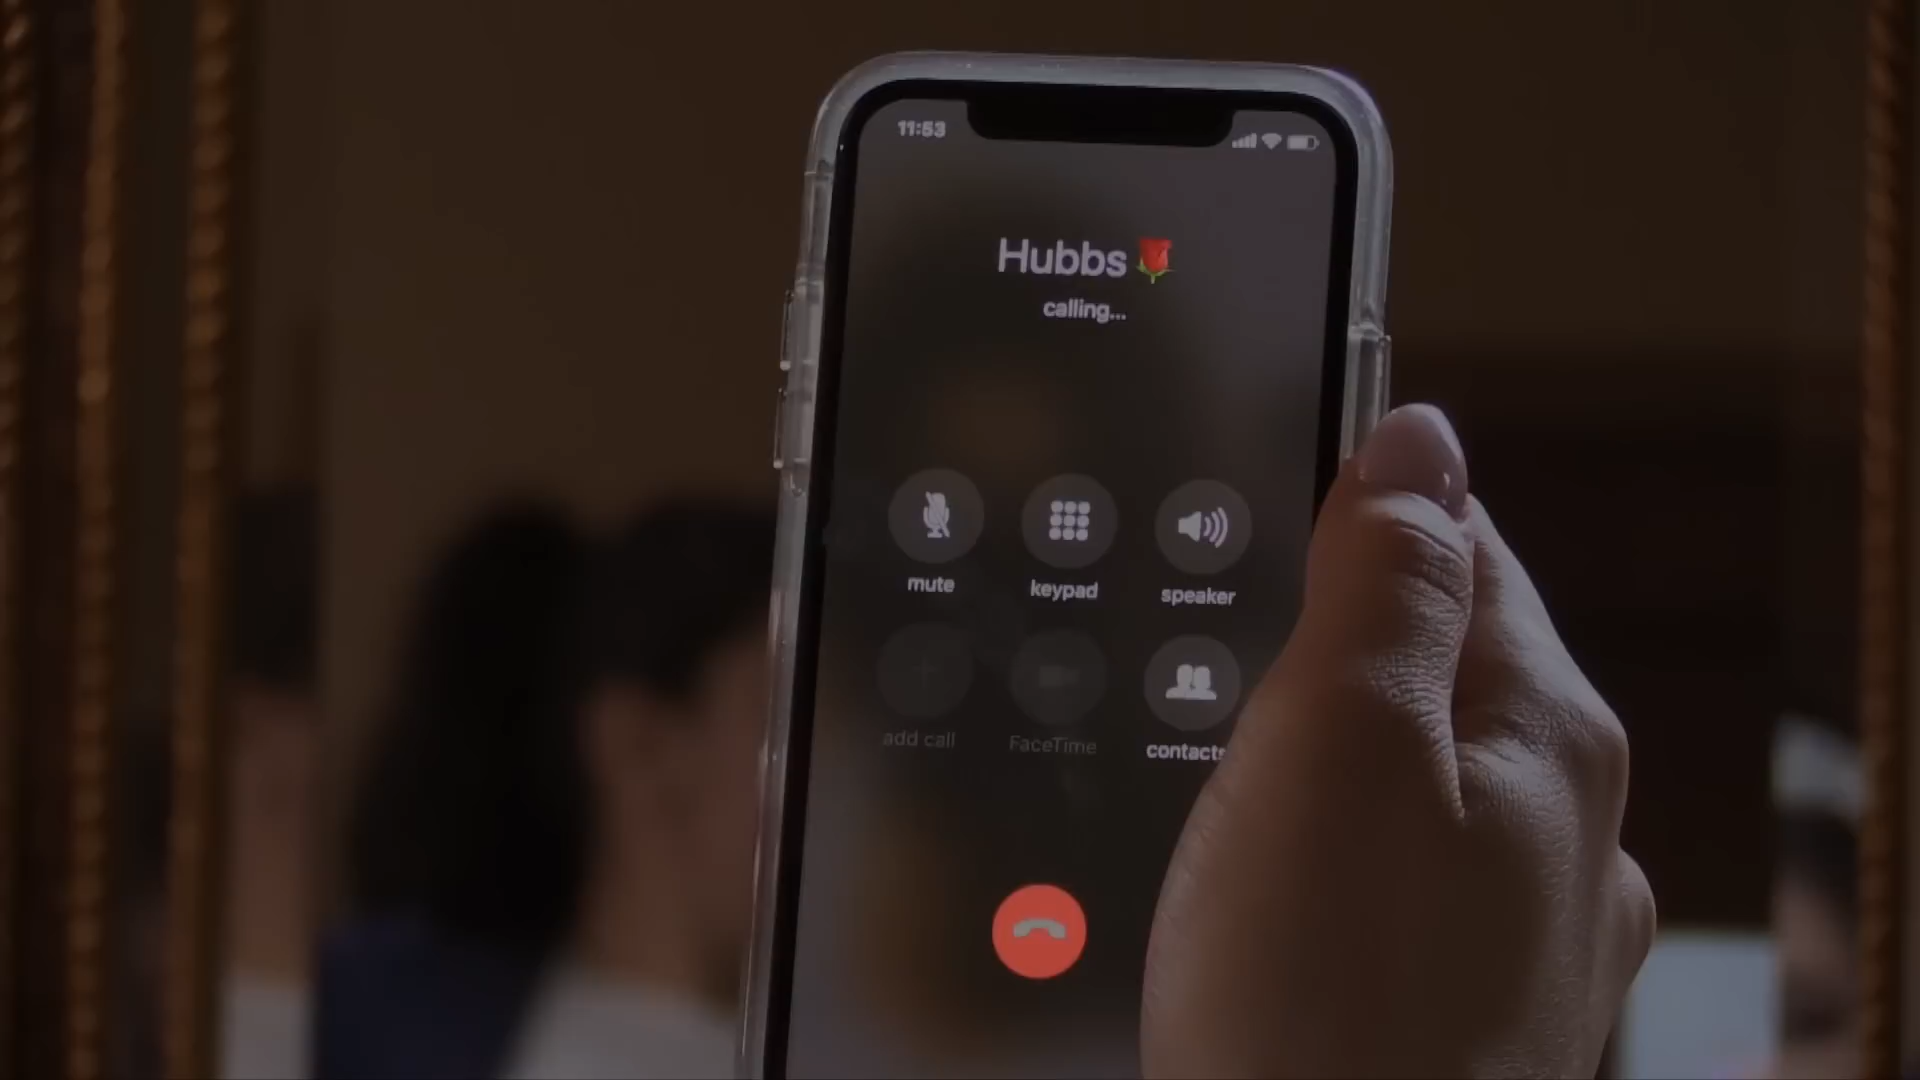 11:53
Hubbs🌹
calling...
mute keypad speaker
add call FaceTime contacts